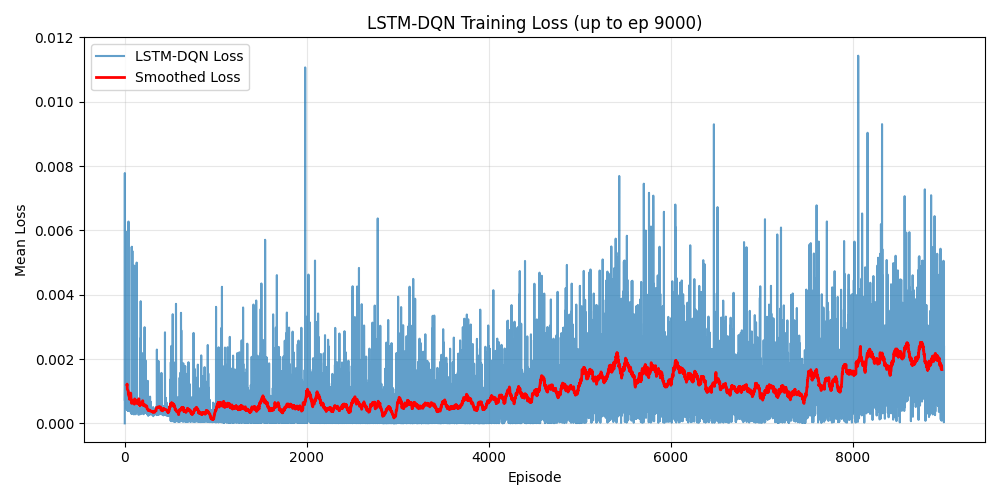 LSTM-DQN Training Loss (up to ep 9000)
LSTM-DQN Loss
Smoothed Loss
Mean Loss
0.012
0.010
0.008
0.006
0.004
0.002
0.000
0
2000
4000
6000
8000
Episode